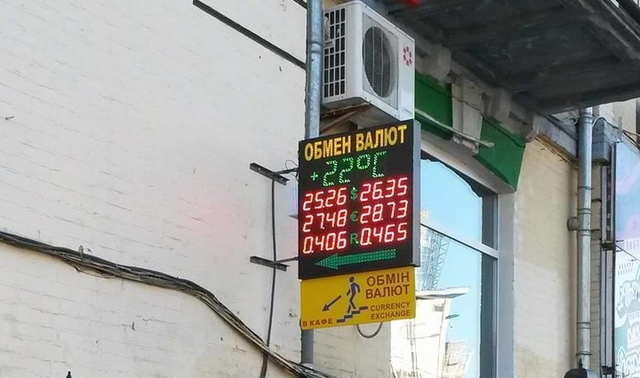 ОБМЕН ВАЛЮТ
+22°C
25.26 $ 26.35
27.48 € 28.73
0.406 R 0.465
ОБМІН
ВАЛЮТ
CURRENCY
EXCHANGE
В КАФЕ